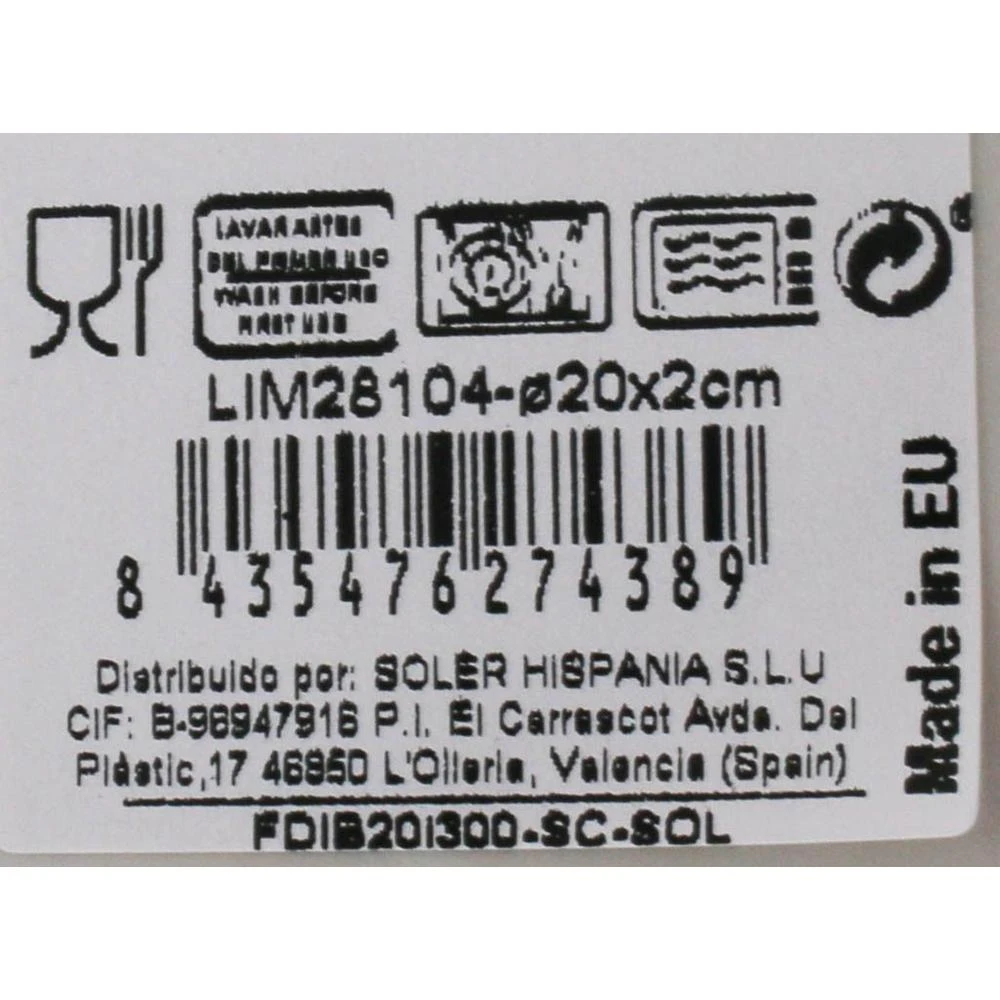 LAVAR ANTES
DEL PRIMER USO
WASH BEFORE
FIRST USE
®
LIM28104-ø20x2cm
8 435476 274389
Distribuido por: SOLER HISPANIA S.L.U
CIF: B-96947916 P.I. El Carrascot Avda. Del
Plàstic,17 46850 L'Olleria, Valencia (Spain)
FDIB201300-SC-SOL
Made in EU